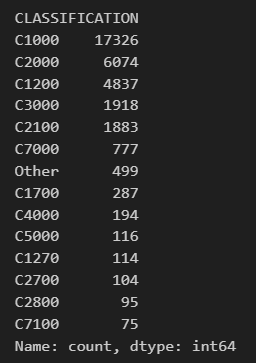 CLASSIFICATION
C1000    17326
C2000     6074
C1200     4837
C3000     1918
C2100     1883
C7000      777
Other      499
C1700      287
C4000      194
C5000      116
C1270      114
C2700      104
C2800       95
C7100       75
Name: count, dtype: int64